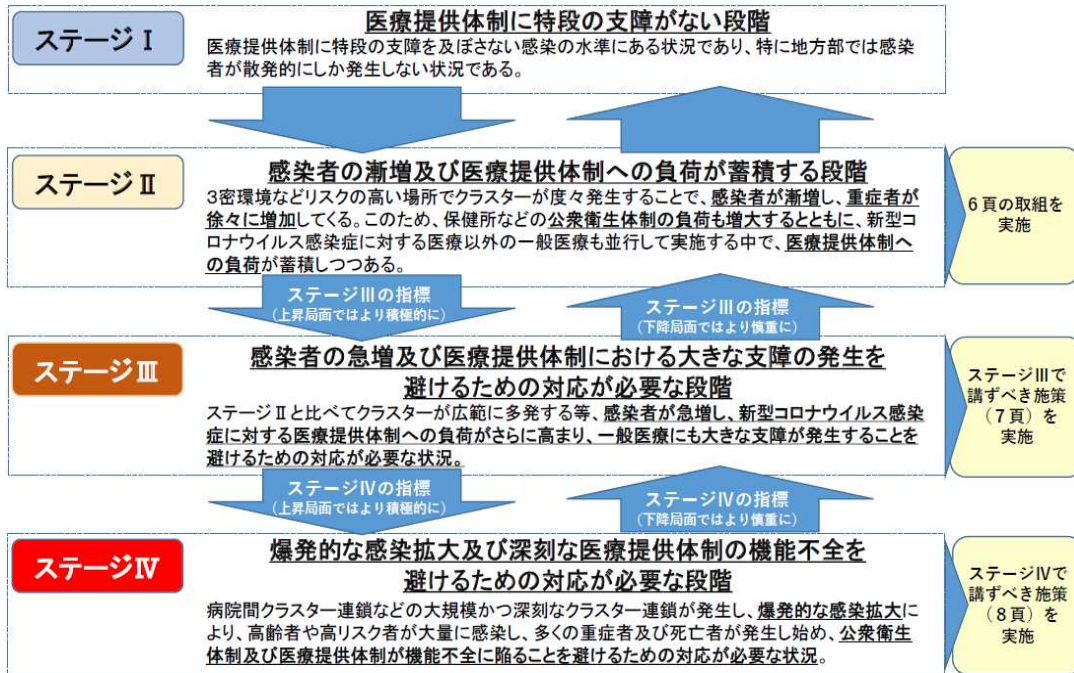 ステージⅠ
医療提供体制に特段の支障がない段階
医療提供体制に特段の支障を及ぼさない感染の水準にある状況であり、特に地方部では感染
者が散発的にしか発生しない状況である。
ステージⅡ
感染者の漸増及び医療提供体制への負荷が蓄積する段階
3密環境などリスクの高い場所でクラスターが度々発生することで、感染者が漸増し、重症者が
徐々に増加してくる。このため、保健所などの公衆衛生体制の負荷も増大するとともに、新型コ
ロナウイルス感染症に対する医療以外の一般医療も並行して実施する中で、医療提供体制へ
の負荷が蓄積しつつある。
6頁の取組を
実施
ステージⅢの指標
(上昇局面ではより積極的に)
ステージⅢの指標
(下降局面ではより慎重に)
ステージⅢ
感染者の急増及び医療提供体制における大きな支障の発生を
避けるための対応が必要な段階
ステージⅡと比べてクラスターが広範に多発する等、感染者が急増し、新型コロナウイルス感染
症に対する医療提供体制への負荷がさらに高まり、一般医療にも大きな支障が発生することを
避けるための対応が必要な状況。
ステージⅢで
講ずべき施策
(7頁)を
実施
ステージⅣの指標
(上昇局面ではより積極的に)
ステージⅣの指標
(下降局面ではより慎重に)
ステージⅣ
爆発的な感染拡大及び深刻な医療提供体制の機能不全を
避けるための対応が必要な段階
病院間クラスター連鎖などの大規模かつ深刻なクラスター連鎖が発生し、爆発的な感染拡大に
より、高齢者や高リスク者が大量に感染し、多くの重症者及び死亡者が発生し始め、公衆衛生
体制及び医療提供体制が機能不全に陥ることを避けるための対応が必要な状況。
ステージⅣで
講ずべき施策
(8頁)を
実施